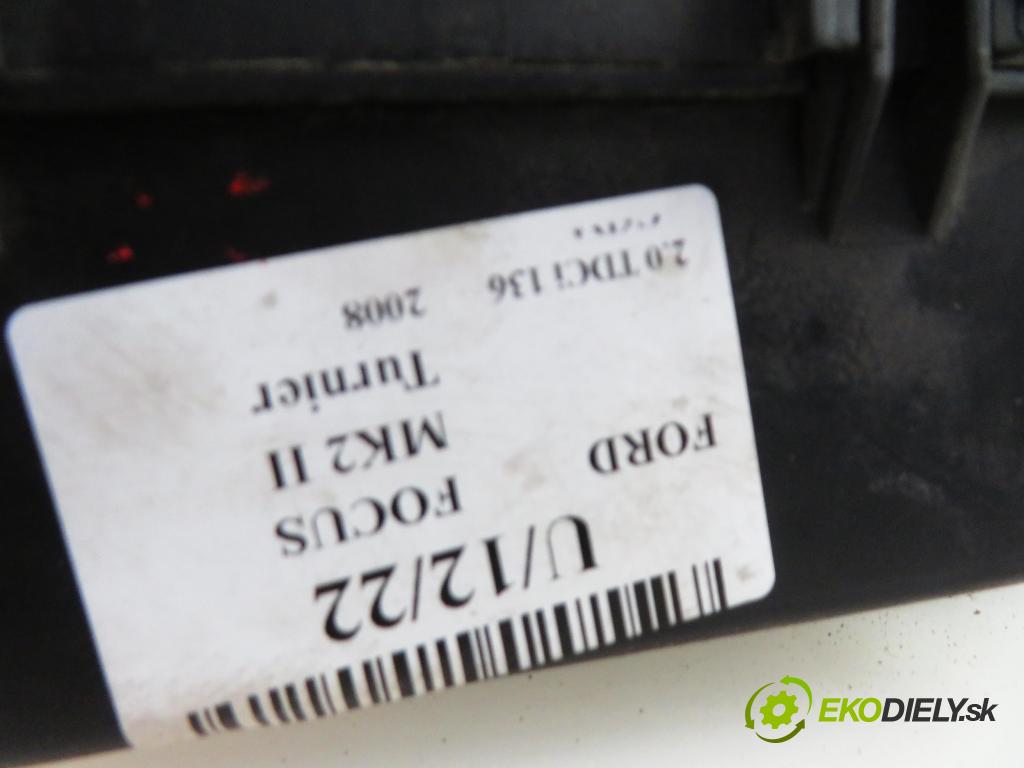 U/12/22
FORD FOCUS
MK2 II
Turnier
2.0 TDCi 136 2008
EKODIELY.sk